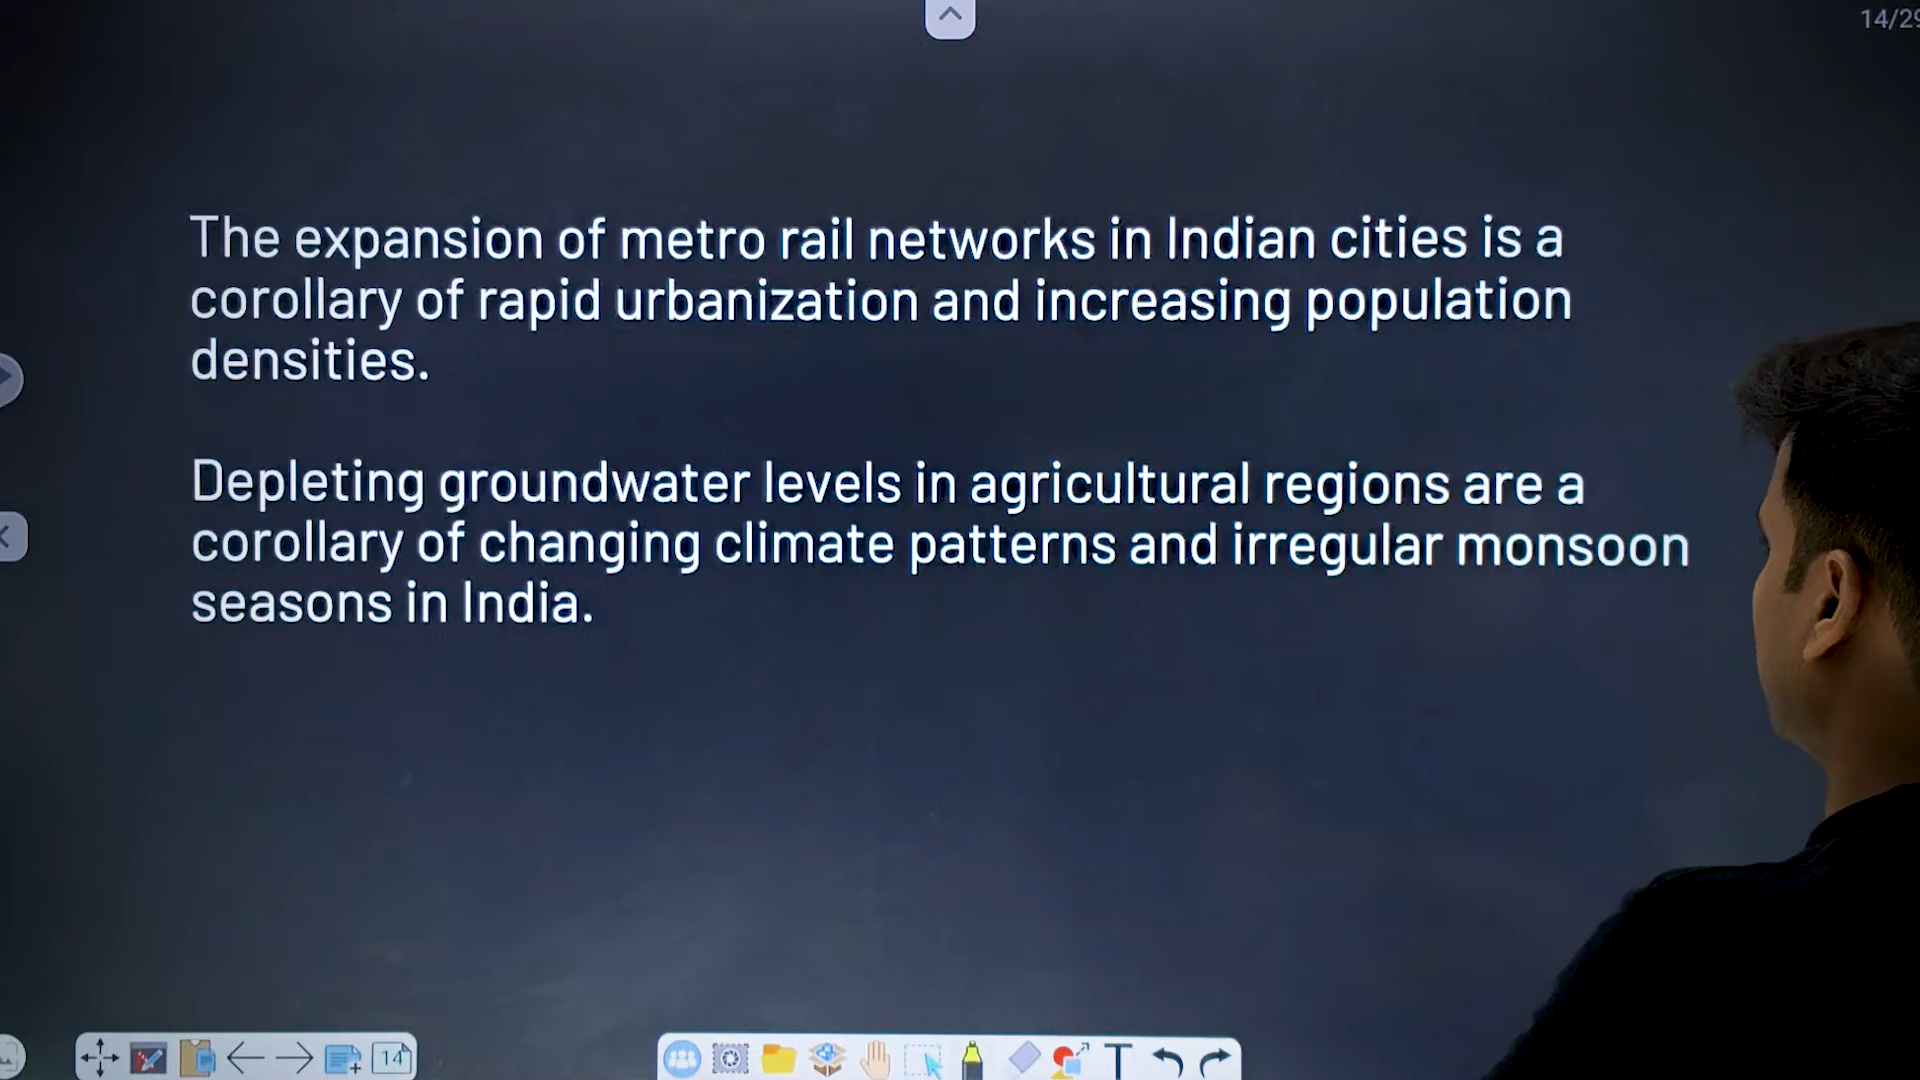 14/29
The expansion of metro rail networks in Indian cities is a
corollary of rapid urbanization and increasing population
densities.
Depleting groundwater levels in agricultural regions are a
corollary of changing climate patterns and irregular monsoon
seasons in India.
14
T